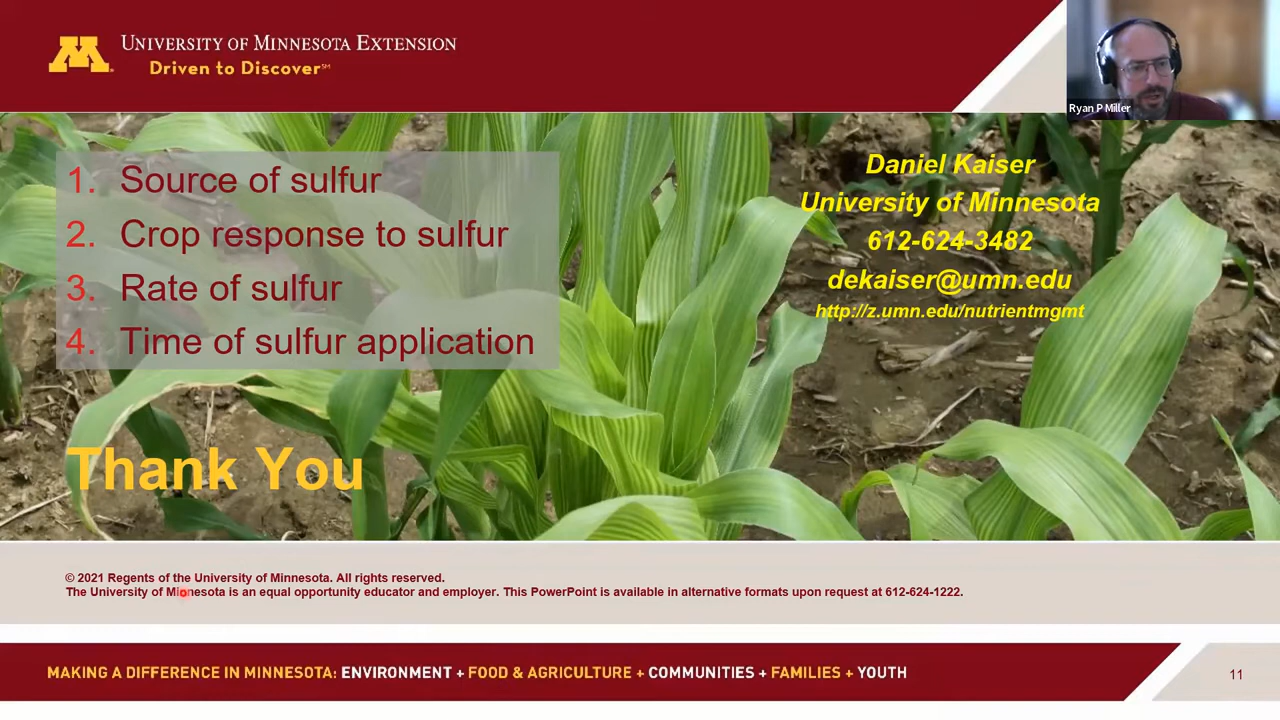 UNIVERSITY OF MINNESOTA EXTENSION
Driven to Discover℠
Ryan P Miller
1. Source of sulfur
2. Crop response to sulfur
3. Rate of sulfur
4. Time of sulfur application
Daniel Kaiser
University of Minnesota
612-624-3482
dekaiser@umn.edu
http://z.umn.edu/nutrientmgmt
Thank You
© 2021 Regents of the University of Minnesota. All rights reserved.
The University of Minnesota is an equal opportunity educator and employer. This PowerPoint is available in alternative formats upon request at 612-624-1222.
MAKING A DIFFERENCE IN MINNESOTA: ENVIRONMENT + FOOD & AGRICULTURE + COMMUNITIES + FAMILIES + YOUTH
11